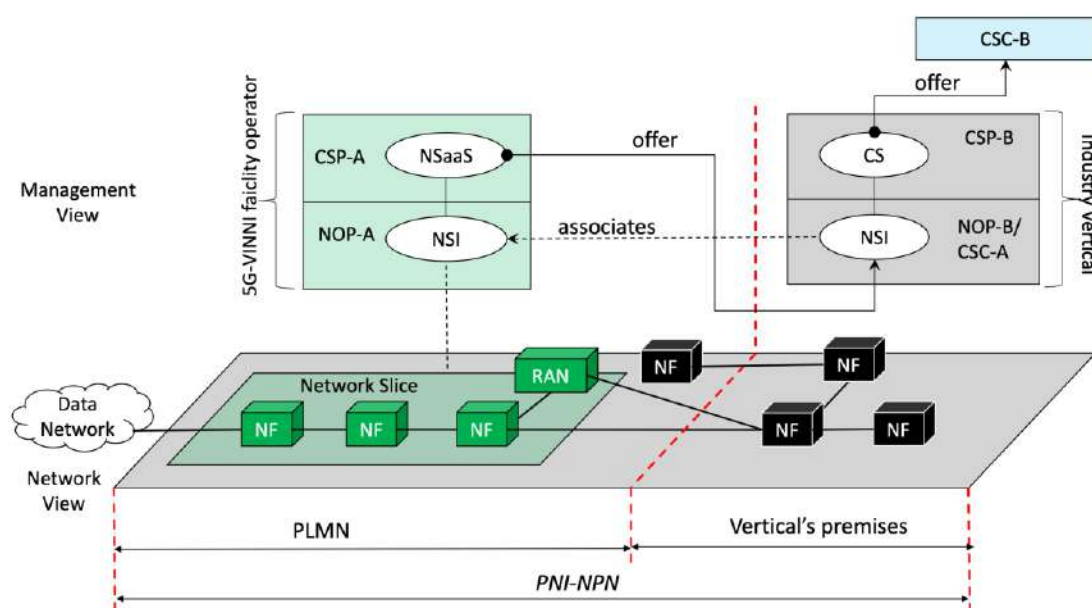 CSC-B
offer
CSP-A
NSaaS
offer
CS
CSP-B
5G-VINNI faiclity operator
Industry vertical
Management
View
NOP-A
NSI
associates
NSI
NOP-B/
CSC-A
NF
NF
RAN
Network Slice
Data
Network
NF
NF
NF
NF
NF
Network
View
PLMN
Vertical's premises
PNI-NPN